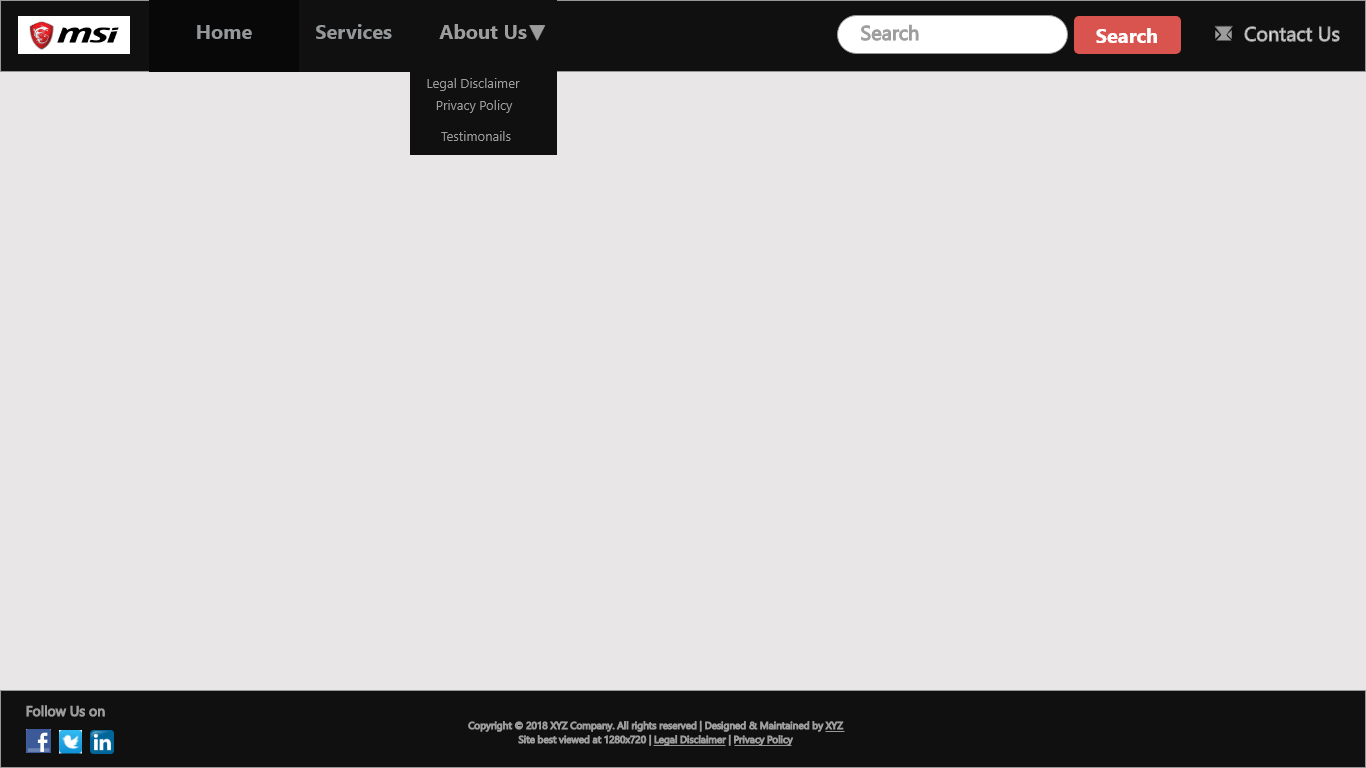 msi
Home
Services
About Us▼
Search
Search
Contact Us
Legal Disclaimer
Privacy Policy
Testimonails
Follow Us on
f
in
Copyright © 2018 XYZ Company. All rights reserved | Designed & Maintained by XYZ
Site best viewed at 1280x720 | Legal Disclaimer | Privacy Policy